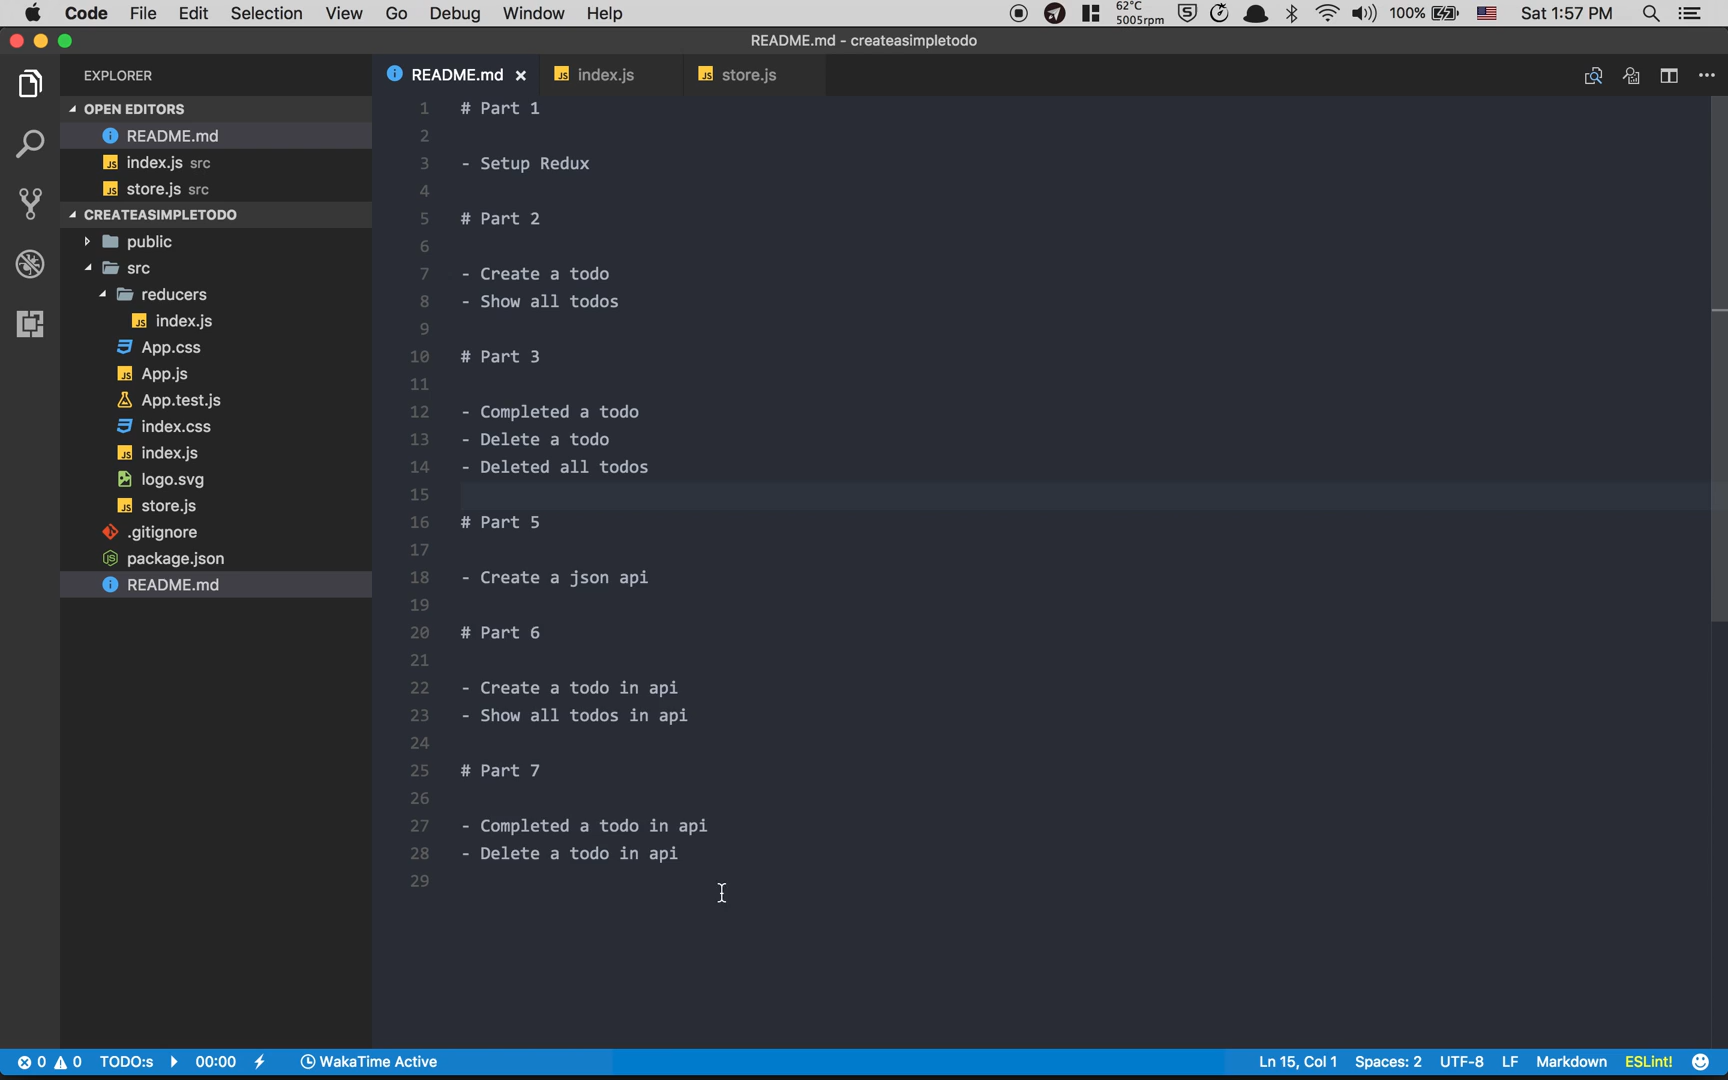 Code File Edit Selection View Go Debug Window Help 62°C 5005rpm 100% Sat 1:57 PM
README.md - createasimpletodo
EXPLORER
README.md
index.js
store.js
OPEN EDITORS
README.md
index.js src
store.js src
CREATEASIMPLETODO
public
src
reducers
index.js
App.css
App.js
App.test.js
index.css
index.js
logo.svg
store.js
.gitignore
package.json
README.md
1 # Part 1
2
3 - Setup Redux
4
5 # Part 2
6
7 - Create a todo
8 - Show all todos
9
10 # Part 3
11
12 - Completed a todo
13 - Delete a todo
14 - Deleted all todos
15
16 # Part 5
17
18 - Create a json api
19
20 # Part 6
21
22 - Create a todo in api
23 - Show all todos in api
24
25 # Part 7
26
27 - Completed a todo in api
28 - Delete a todo in api
29
0 0 TODO:s 00:00 WakaTime Active Ln 15, Col 1 Spaces: 2 UTF-8 LF Markdown ESLint!